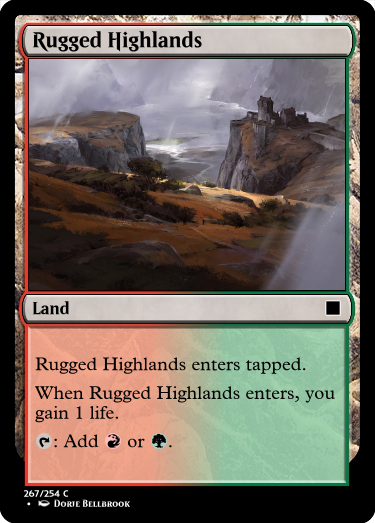 Rugged Highlands
Land
Rugged Highlands enters tapped.
When Rugged Highlands enters, you
gain 1 life.
: Add or .
267/254 C
• Dorje Bellbrook